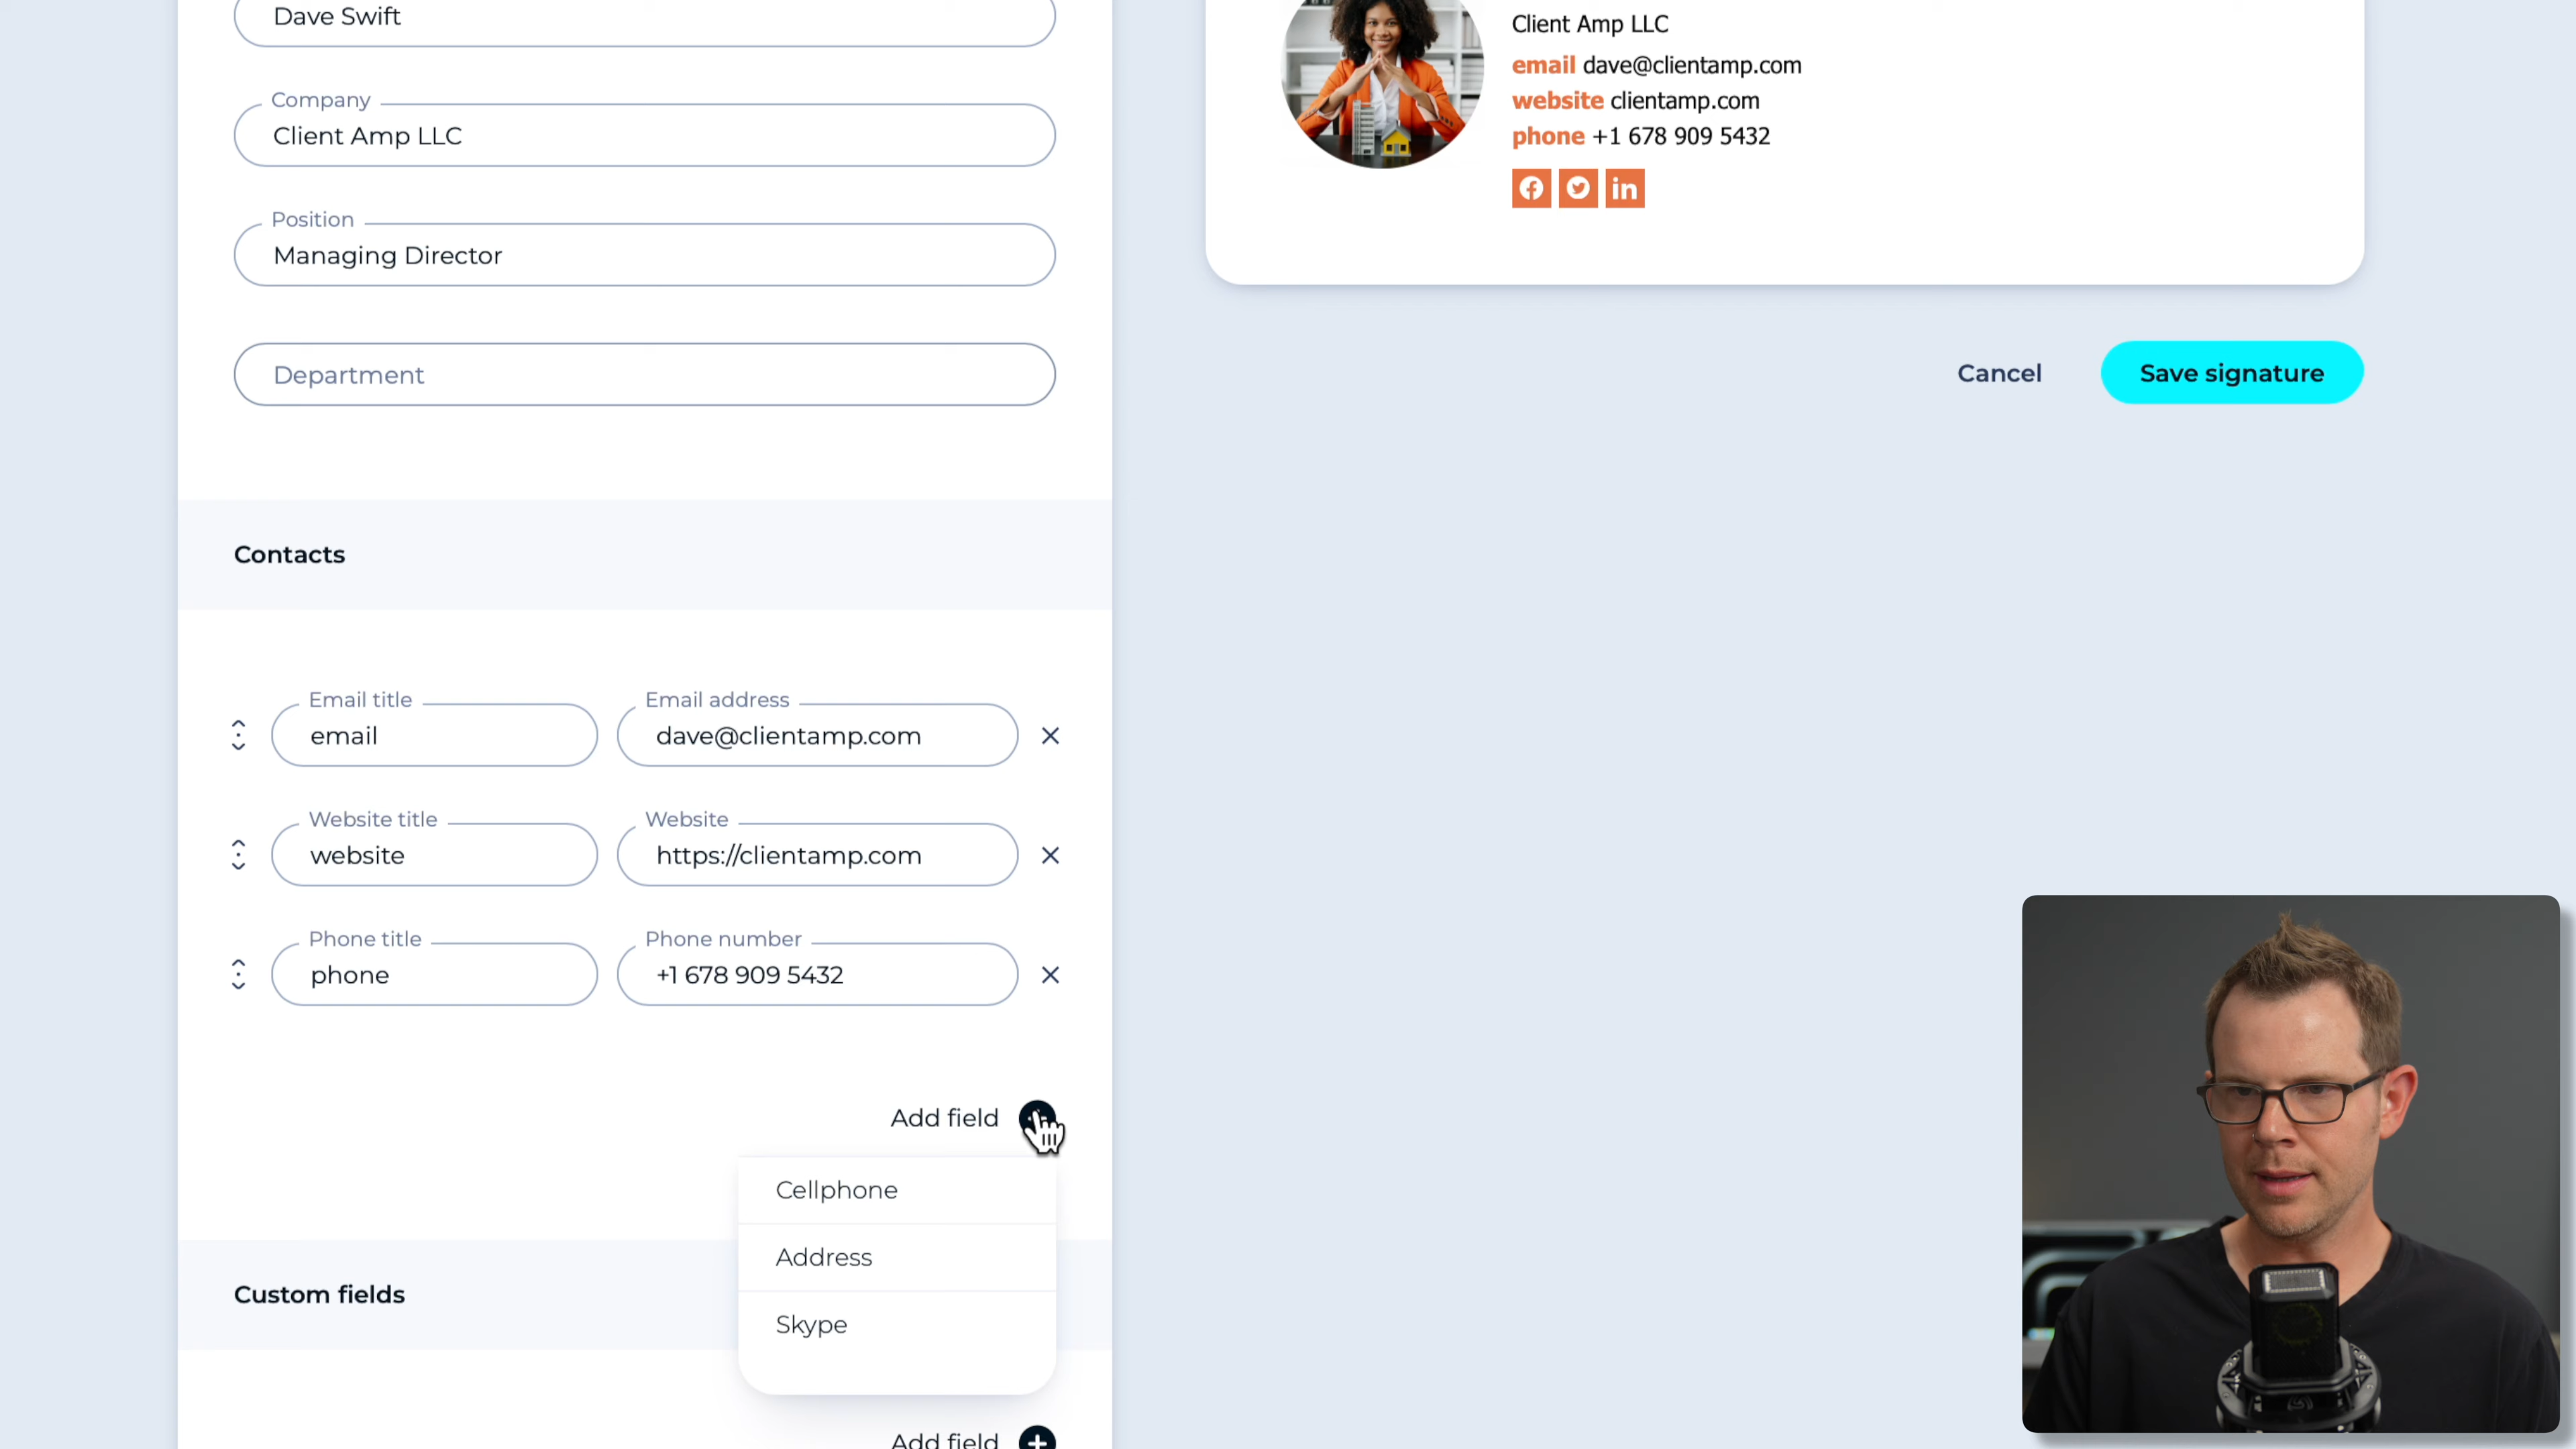 Dave Swift
Company
Client Amp LLC
Position
Managing Director
Department
Contacts
Email title
email
Email address
dave@clientamp.com
Website title
website
Website
https://clientamp.com
Phone title
phone
Phone number
+1 678 909 5432
Add field
Cellphone
Address
Skype
Custom fields
Add field
Client Amp LLC
email dave@clientamp.com
website clientamp.com
phone +1 678 909 5432
in
Cancel
Save signature